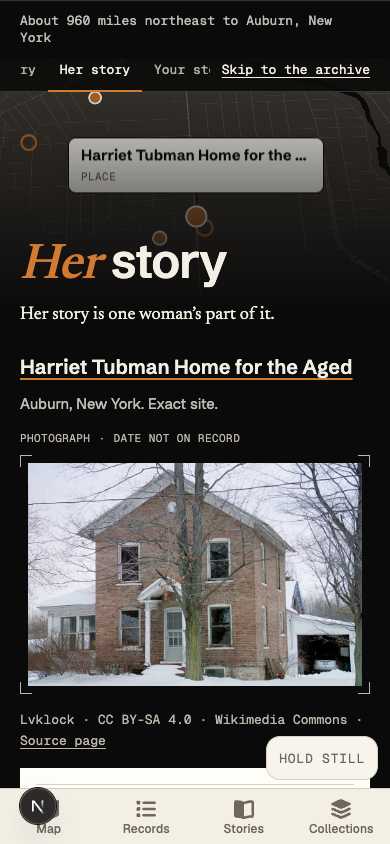 About 960 miles northeast to Auburn, New
York
ry Her story Your st Skip to the archive
Harriet Tubman Home for the ...
PLACE
Her story
Her story is one woman's part of it.
Harriet Tubman Home for the Aged
Auburn, New York. Exact site.
PHOTOGRAPH · DATE NOT ON RECORD
Lvklock · CC BY-SA 4.0 · Wikimedia Commons ·
Source page
HOLD STILL
N
Map Records Stories Collections